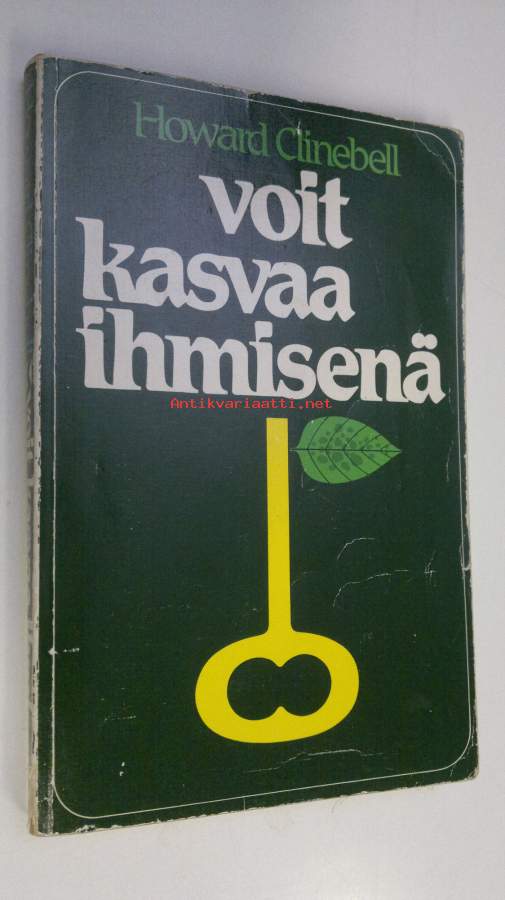 Howard Clinebell
voit
kasvaa
ihmisenä
Antikvariaatti.net